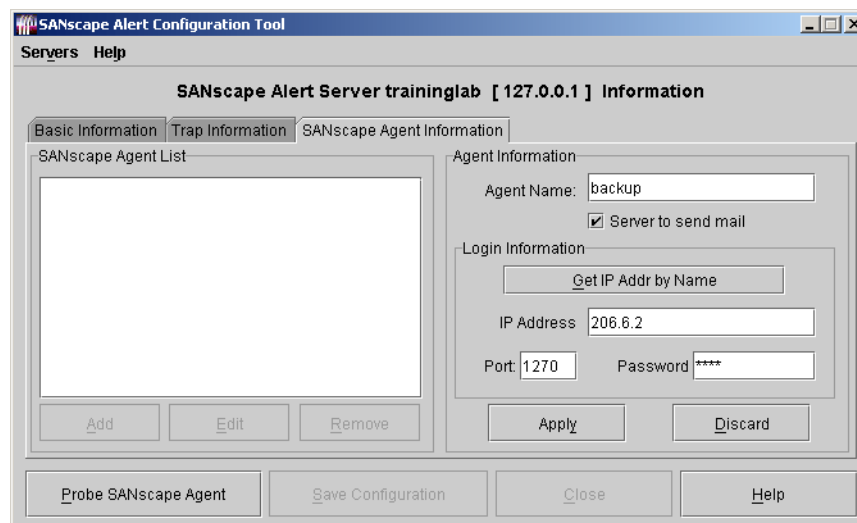 SANscape Alert Configuration Tool
Servers Help
SANscape Alert Server traininglab [ 127.0.0.1 ] Information
Basic Information Trap Information SANscape Agent Information
SANscape Agent List
Agent Information
Agent Name: backup
Server to send mail
Login Information
Get IP Addr by Name
IP Address 206.6.2
Port: 1270 Password ****
Add Edit Remove Apply Discard
Probe SANscape Agent Save Configuration Close Help